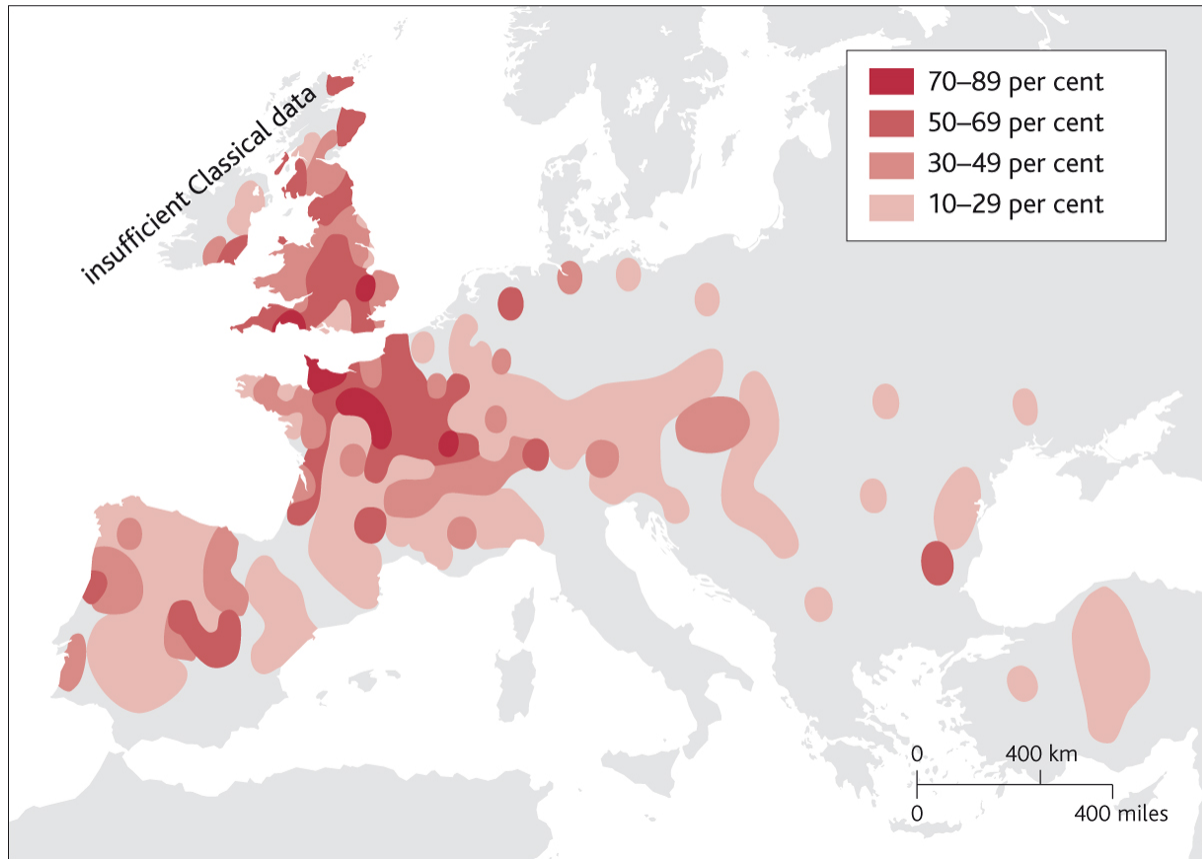 insufficient Classical data
70–89 per cent
50–69 per cent
30–49 per cent
10–29 per cent
0 400 km
0 400 miles